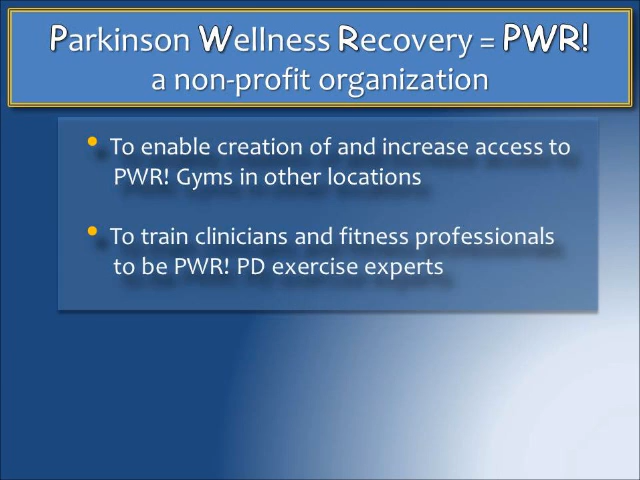 Parkinson Wellness Recovery = PWR!
a non-profit organization
• To enable creation of and increase access to
PWR! Gyms in other locations
• To train clinicians and fitness professionals
to be PWR! PD exercise experts